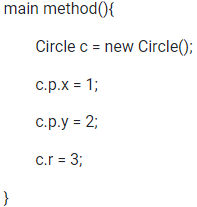 main method(){
Circle c = new Circle();
c.p.x = 1;
c.p.y = 2;
c.r = 3;
}